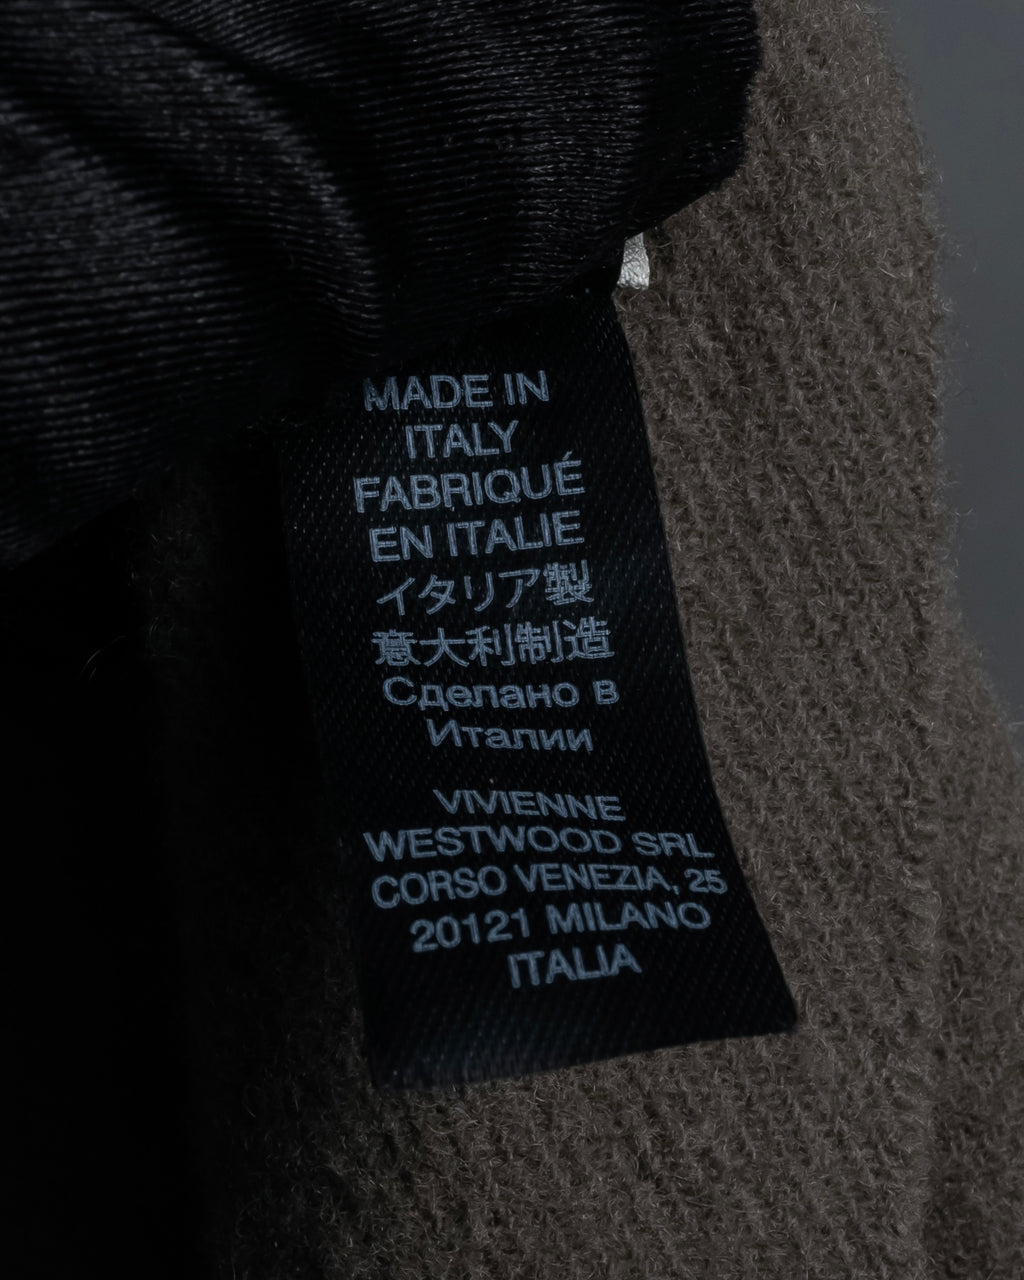 MADE IN
ITALY
FABRIQUÉ
EN ITALIE
イタリア製
意大利制造
Сделано в
Италии
VIVIENNE
WESTWOOD SRL
CORSO VENEZIA, 25
20121 MILANO
ITALIA